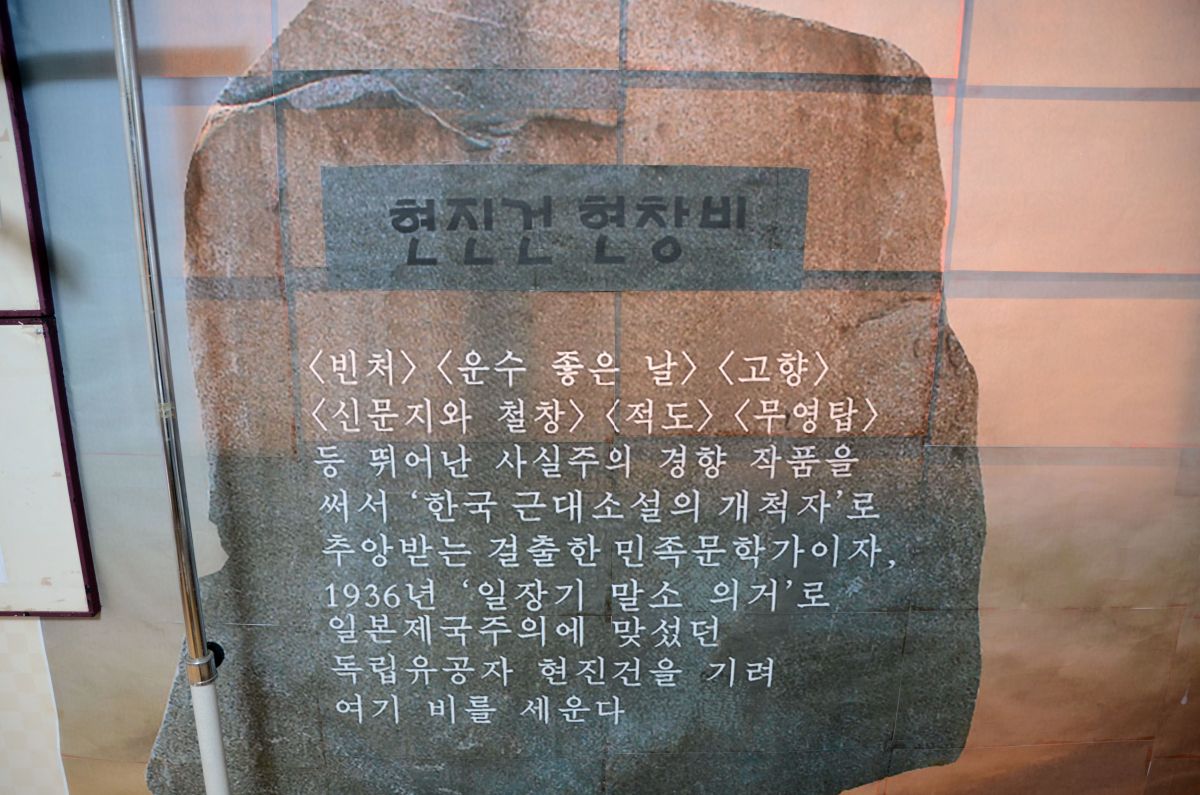 현진건 현창비
<빈처> <운수 좋은 날> <고향>
<신문지와 철창> <적도> <무영탑>
등 뛰어난 사실주의 경향 작품을
써서 ‘한국 근대소설의 개척자’로
추앙받는 걸출한 민족문학가이자,
1936년 ‘일장기 말소 의거’로
일본제국주의에 맞섰던
독립유공자 현진건을 기려
여기 비를 세운다